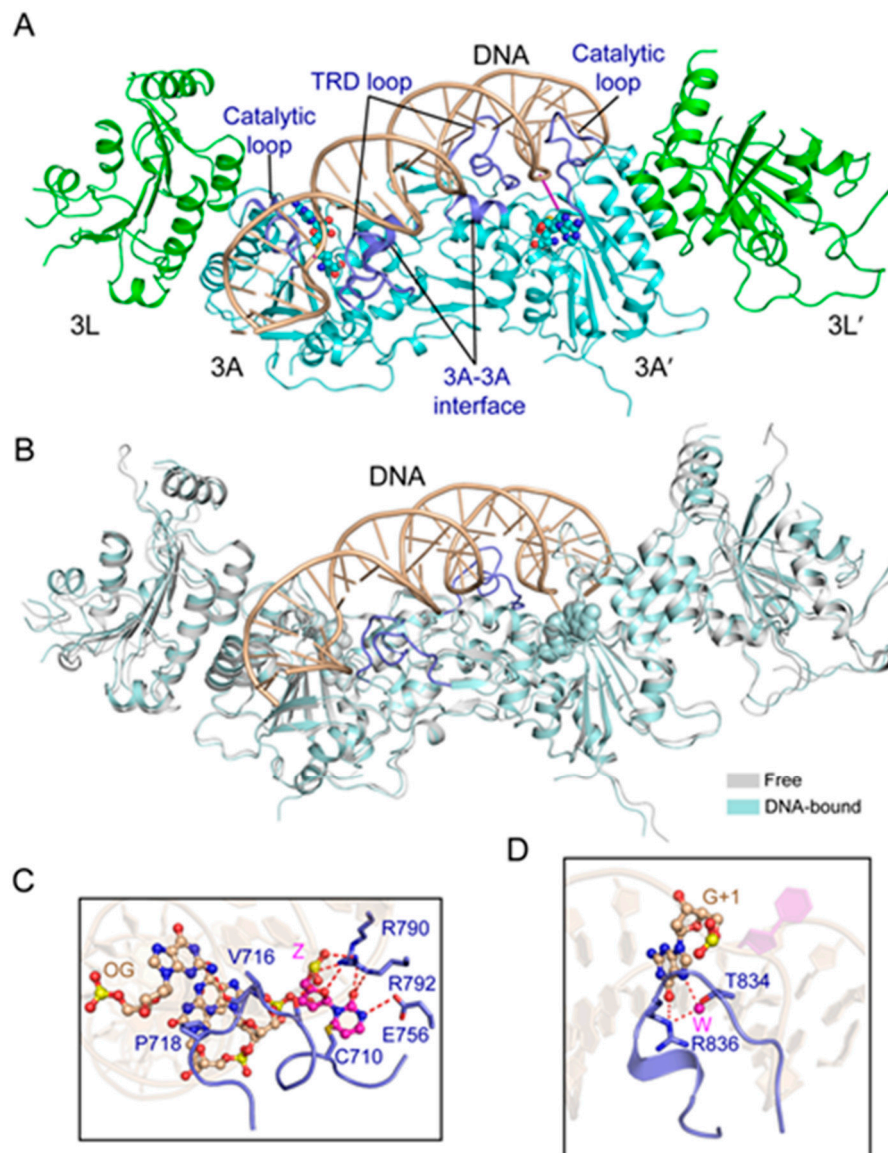 A
DNA
Catalytic
loop
TRD loop
Catalytic
loop
3L
3A
3A-3A
interface
3A′
3L′
B
DNA
Free
DNA-bound
C
OG
V716
Z
R790
R792
E756
P718
C710
D
G+1
T834
W
R836